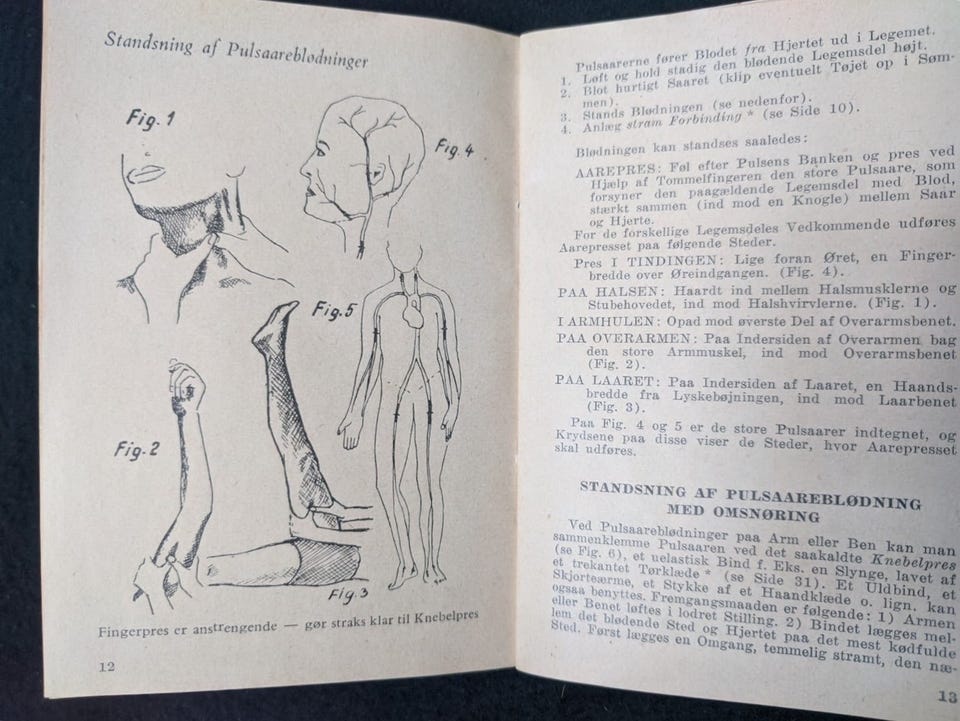 Standsning af Pulsaareblødninger
Fig. 1
Fig. 4
Fig. 5
Fig. 2
Fig. 3
Fingerpres er anstrengende — gør straks klar til Knebelpres
12
Pulsaarerne fører Blodet fra Hjertet ud i Legemet.
1. Løft og hold stadig den blødende Legemsdel højt.
2. Blot hurtigt Saaret (klip eventuelt Tøjet op i Søm-
men).
3. Stands Blødningen (se nedenfor).
4. Anlæg stram Forbinding * (se Side 10).
Blødningen kan standses saaledes:
AAREPRES: Føl efter Pulsens Banken og pres ved
Hjælp af Tommelfingeren den store Pulsaare, som
forsyner den paagældende Legemsdel med Blod,
stærkt sammen (ind mod en Knogle) mellem Saar
og Hjerte.
For de forskellige Legemsdeles Vedkommende udføres
Aarepresset paa følgende Steder.
Pres I TINDINGEN: Lige foran Øret, en Finger-
bredde over Øreindgangen. (Fig. 4).
PAA HALSEN: Haardt ind mellem Halsmusklerne og
Stubehovedet, ind mod Halshvirvlerne. (Fig. 1).
I ARMHULEN: Opad mod øverste Del af Overarmsbenet.
PAA OVERARMEN: Paa Indersiden af Overarmen bag
den store Armmuskel, ind mod Overarmsbenet
(Fig. 2).
PAA LAARET: Paa Indersiden af Laaret, en Haands-
bredde fra Lyskebøjningen, ind mod Laarbenet
(Fig. 3).
Paa Fig. 4 og 5 er de store Pulsaarer indtegnet, og
Krydsene paa disse viser de Steder, hvor Aarepresset
skal udføres.
STANDSNING AF PULSAAREBLØDNING
MED OMSNØRING
Ved Pulsaareblødninger paa Arm eller Ben kan man
sammenklemme Pulsaaren ved det saakaldte Knebelpres
(se Fig. 6), et uelastisk Bind f. Eks. en Slynge, lavet af
et trekantet Tørklæde * (se Side 31). Et Uldbind, et
Skjorteærme, et Stykke af et Haandklæde o. lign. kan
ogsaa benyttes. Fremgangsmaaden er følgende: 1) Armen
eller Benet løftes i lodret Stilling. 2) Bindet lægges mel-
lem det blødende Sted og Hjertet paa det mest kødfulde
Sted. Først lægges en Omgang, temmelig stramt, den næ-
13